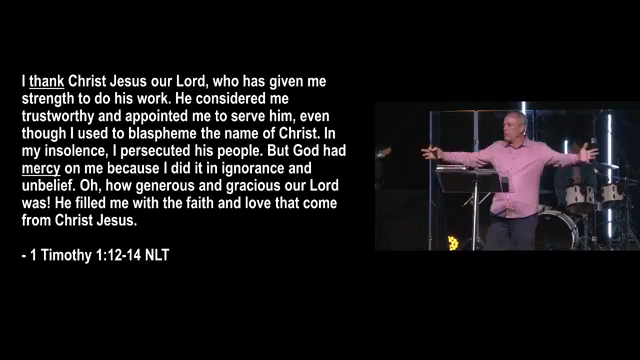 I thank Christ Jesus our Lord, who has given me
strength to do his work. He considered me
trustworthy and appointed me to serve him, even
though I used to blaspheme the name of Christ. In
my insolence, I persecuted his people. But God had
mercy on me because I did it in ignorance and
unbelief. Oh, how generous and gracious our Lord
was! He filled me with the faith and love that come
from Christ Jesus.
- 1 Timothy 1:12-14 NLT